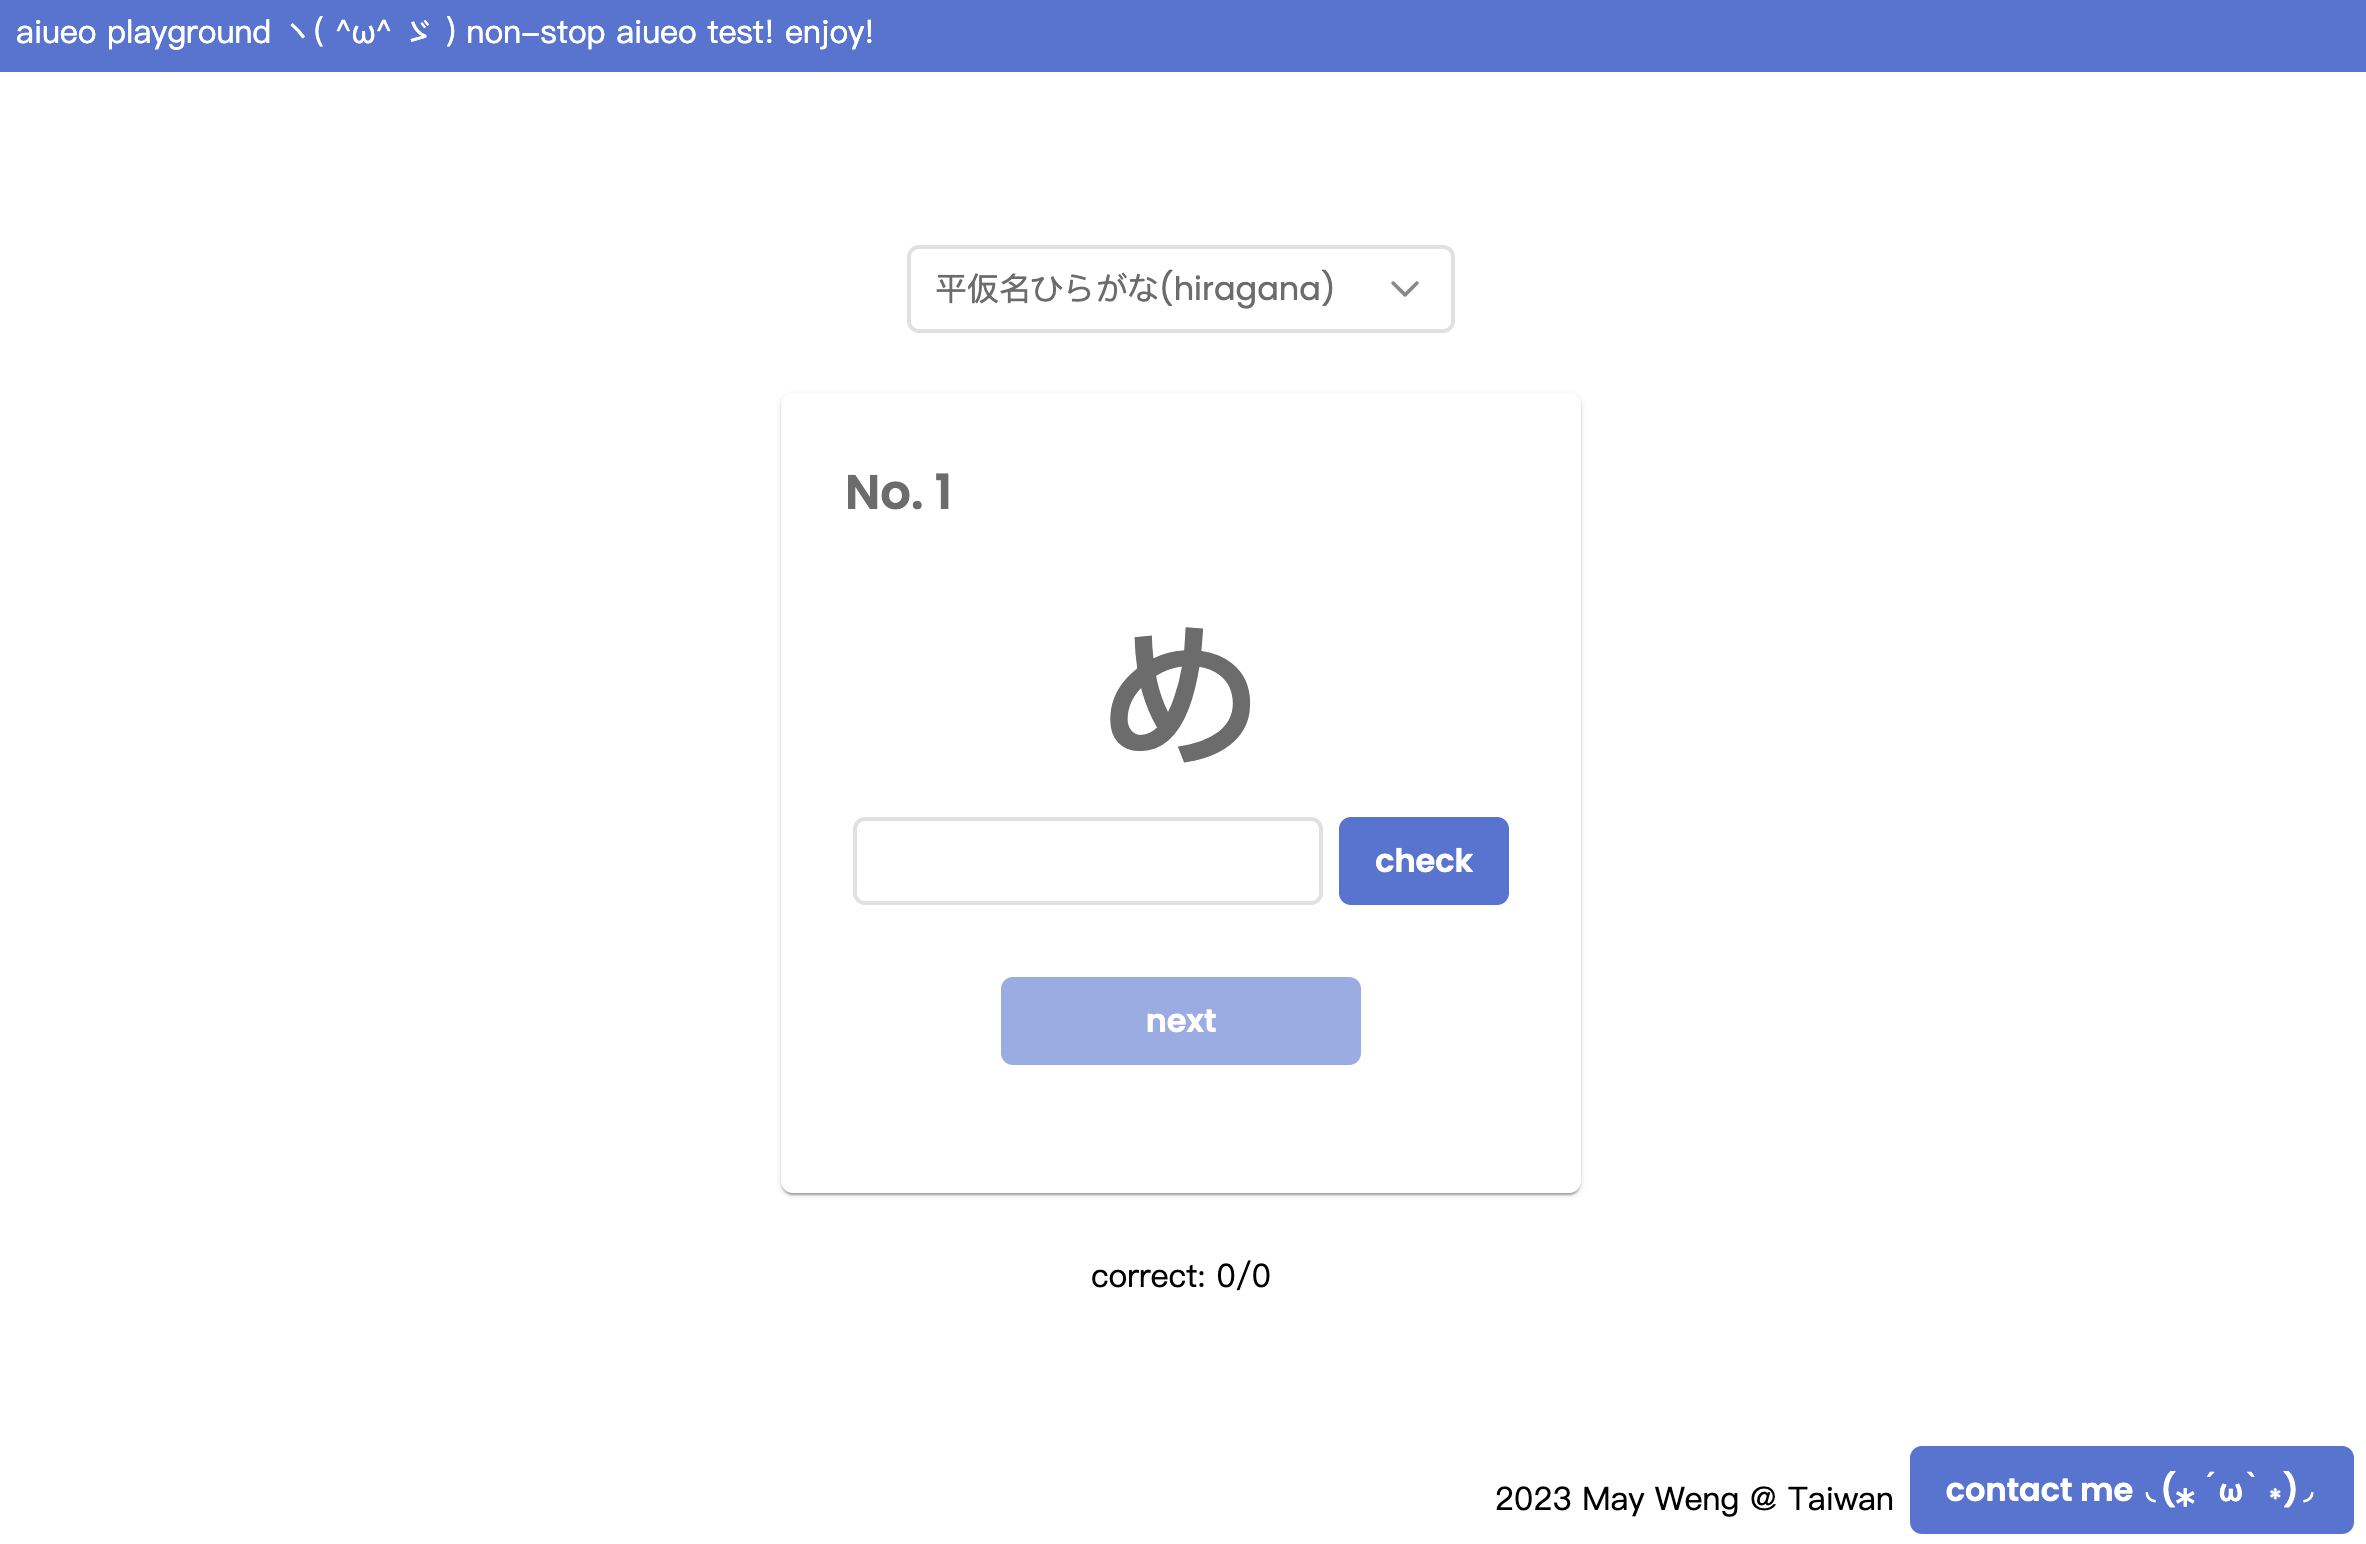 aiueo playground ヽ( ^ω^ ゞ ) non-stop aiueo test! enjoy!
平仮名ひらがな(hiragana)
No. 1
め
check
next
correct: 0/0
2023 May Weng @ Taiwan
contact me ◟(⁎ ´ω` *)◞